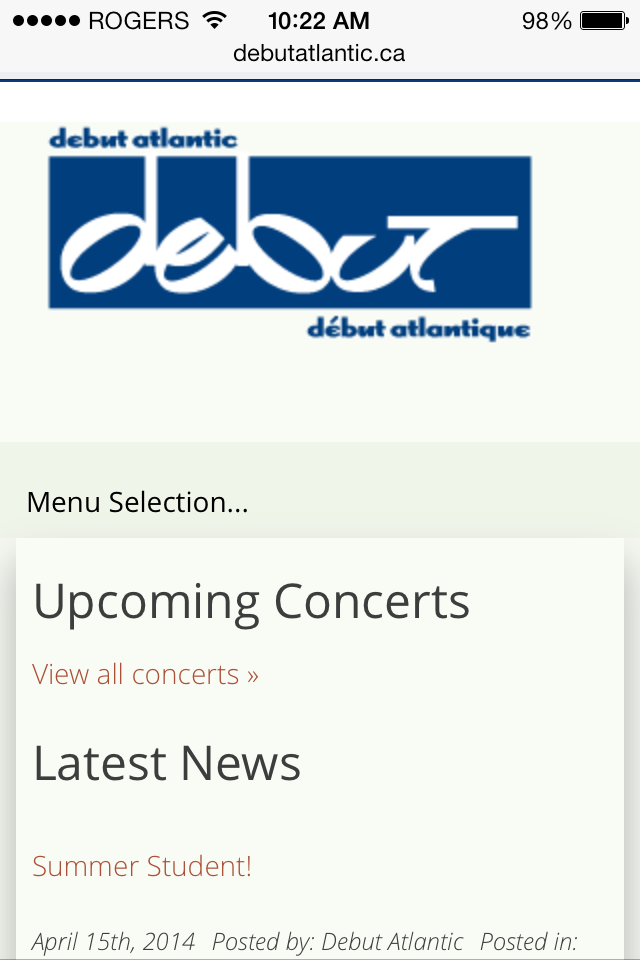 ROGERS 10:22 AM 98%
debutatlantic.ca
debut atlantic
debut
début atlantique
Menu Selection...
Upcoming Concerts
View all concerts »
Latest News
Summer Student!
April 15th, 2014 Posted by: Debut Atlantic Posted in: